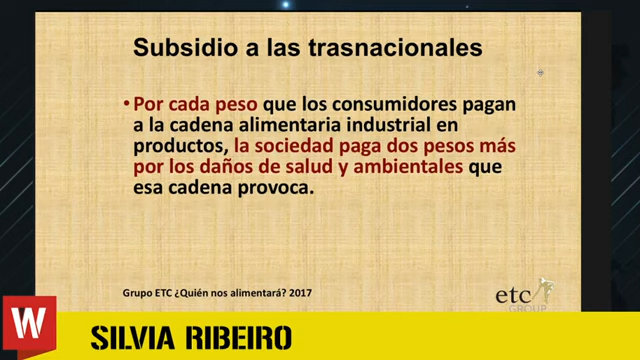 Subsidio a las trasnacionales
•Por cada peso que los consumidores pagan
a la cadena alimentaria industrial en
productos, la sociedad paga dos pesos más
por los daños de salud y ambientales que
esa cadena provoca.
Grupo ETC ¿Quién nos alimentará? 2017
etc
GROUP
W
SILVIA RIBEIRO